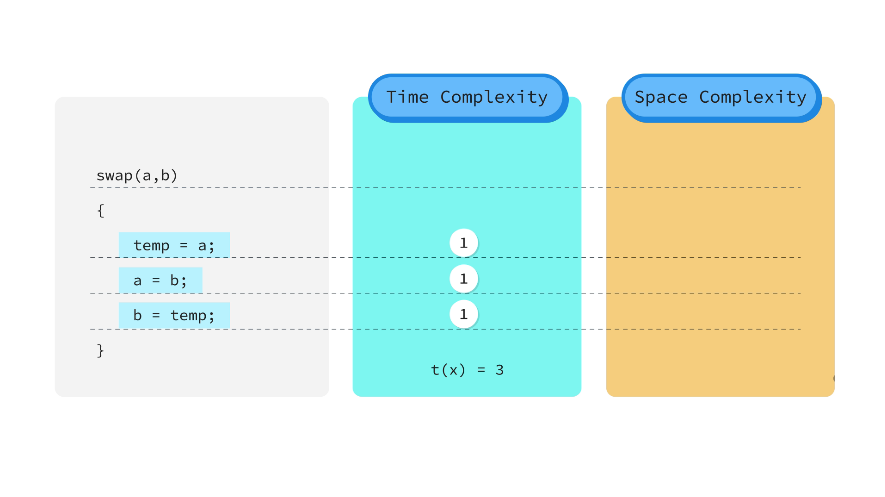 Time Complexity
Space Complexity
swap(a,b)
{
temp = a;
1
a = b;
1
b = temp;
1
}
t(x) = 3